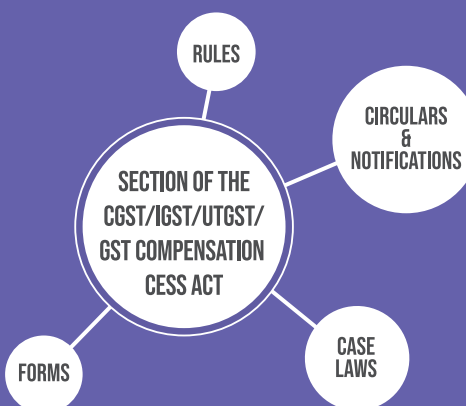 RULES
CIRCULARS
&
NOTIFICATIONS
SECTION OF THE
CGST/IGST/UTGST/
GST COMPENSATION
CESS ACT
CASE
LAWS
FORMS